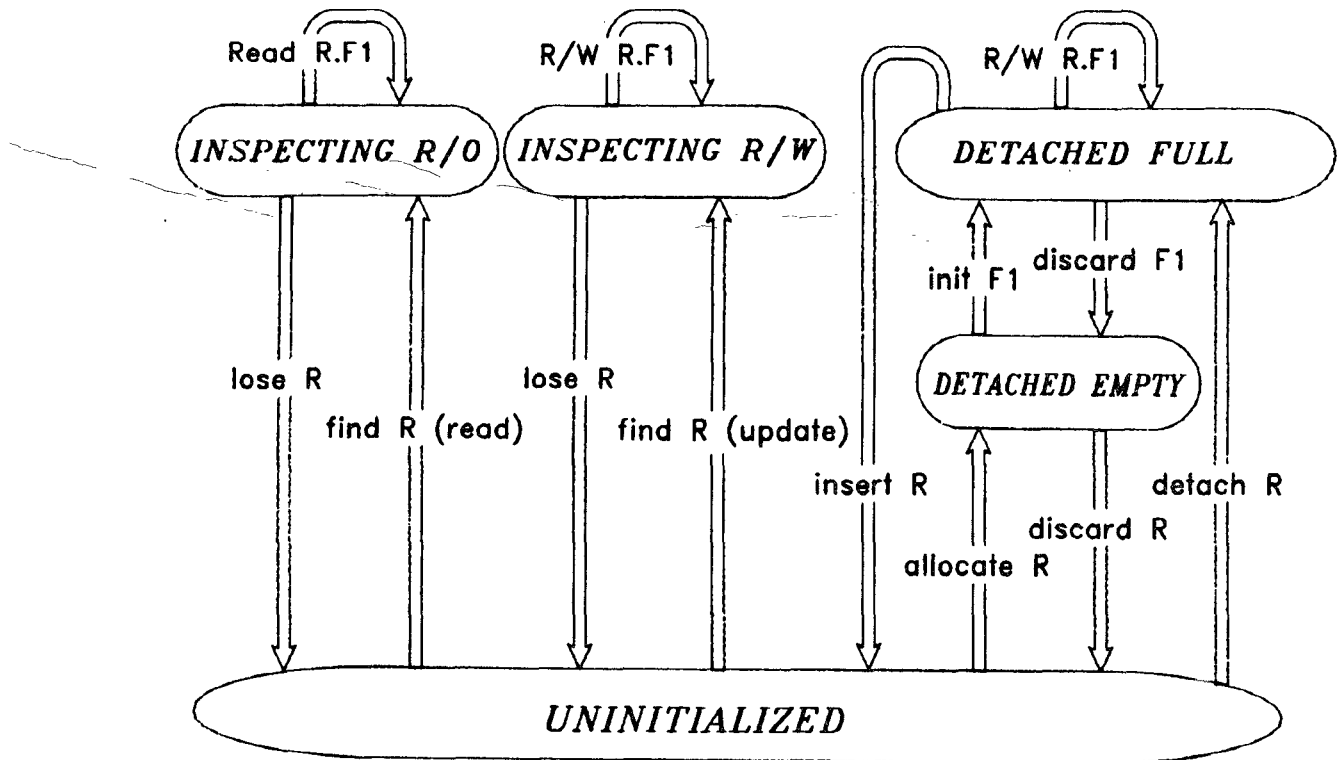 Read R.F1
R/W R.F1
R/W R.F1
INSPECTING R/O
INSPECTING R/W
DETACHED FULL
init F1
discard F1
lose R
lose R
DETACHED EMPTY
find R (read)
find R (update)
insert R
detach R
discard R
allocate R
UNINITIALIZED